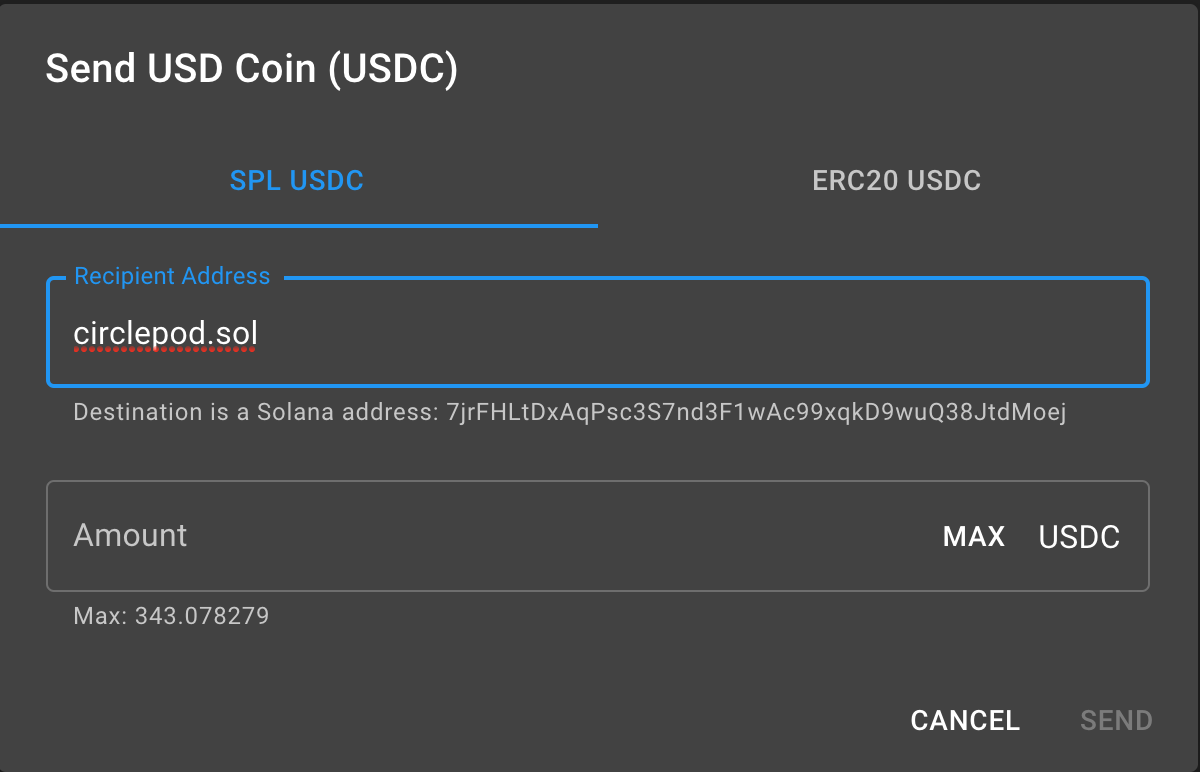 Send USD Coin (USDC)
SPL USDC
ERC20 USDC
Recipient Address
circlepod.sol
Destination is a Solana address: 7jrFHLtDxAqPsc3S7nd3F1wAc99xqkD9wuQ38JtdMoej
Amount MAX USDC
Max: 343.078279
CANCEL SEND